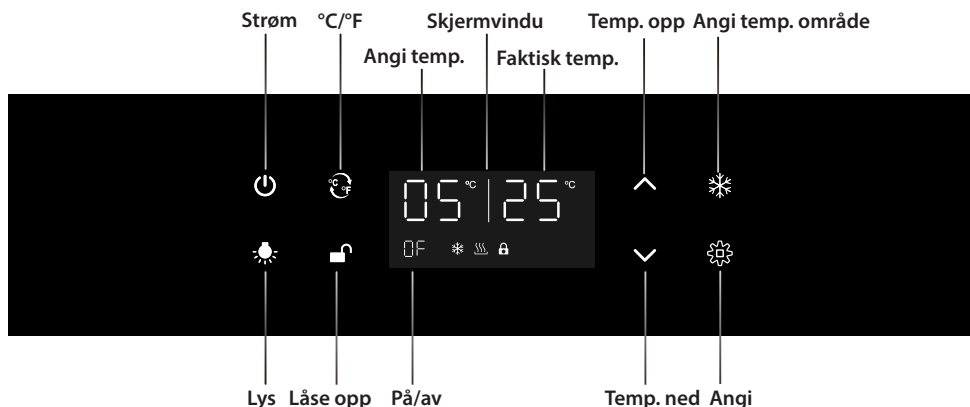 Strøm °C/°F Skjermvindu Temp. opp Angi temp. område
Angi temp. Faktisk temp.
°C °F
05 °C 25 °C
0F
Lys Låse opp På/av Temp. ned Angi